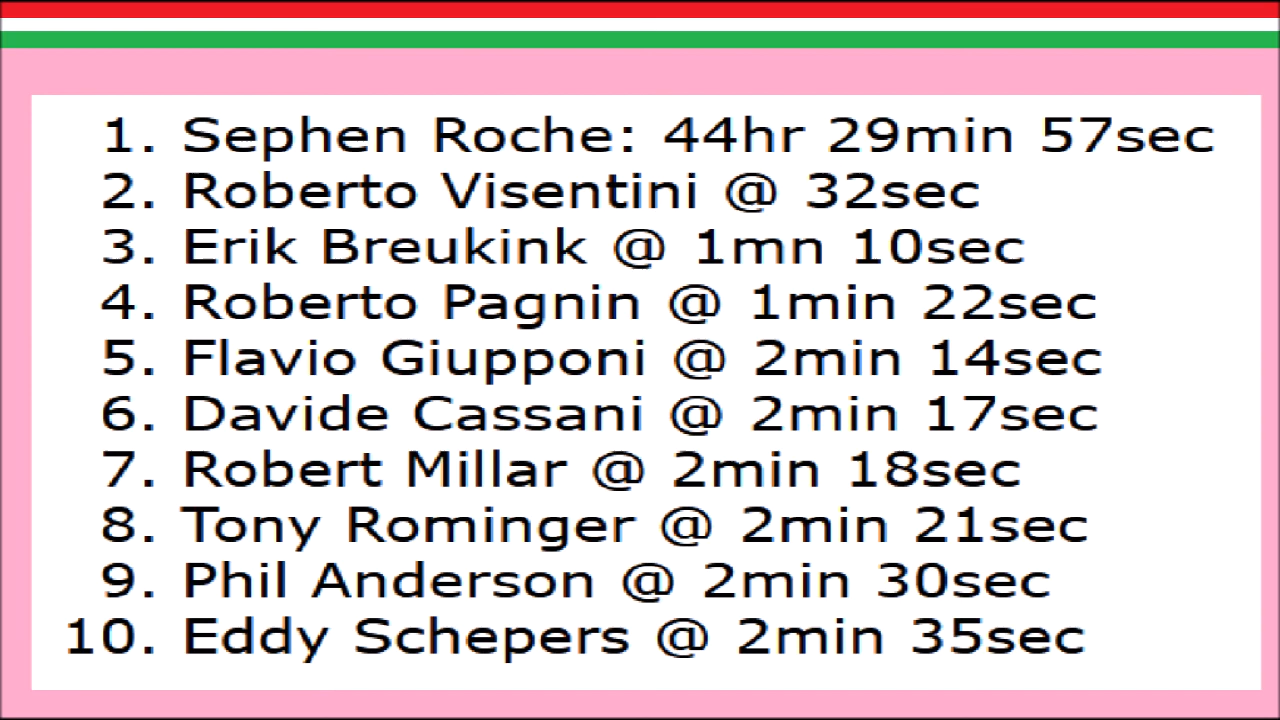 1. Sephen Roche: 44hr 29min 57sec
2. Roberto Visentini @ 32sec
3. Erik Breukink @ 1mn 10sec
4. Roberto Pagnin @ 1min 22sec
5. Flavio Giupponi @ 2min 14sec
6. Davide Cassani @ 2min 17sec
7. Robert Millar @ 2min 18sec
8. Tony Rominger @ 2min 21sec
9. Phil Anderson @ 2min 30sec
10. Eddy Schepers @ 2min 35sec